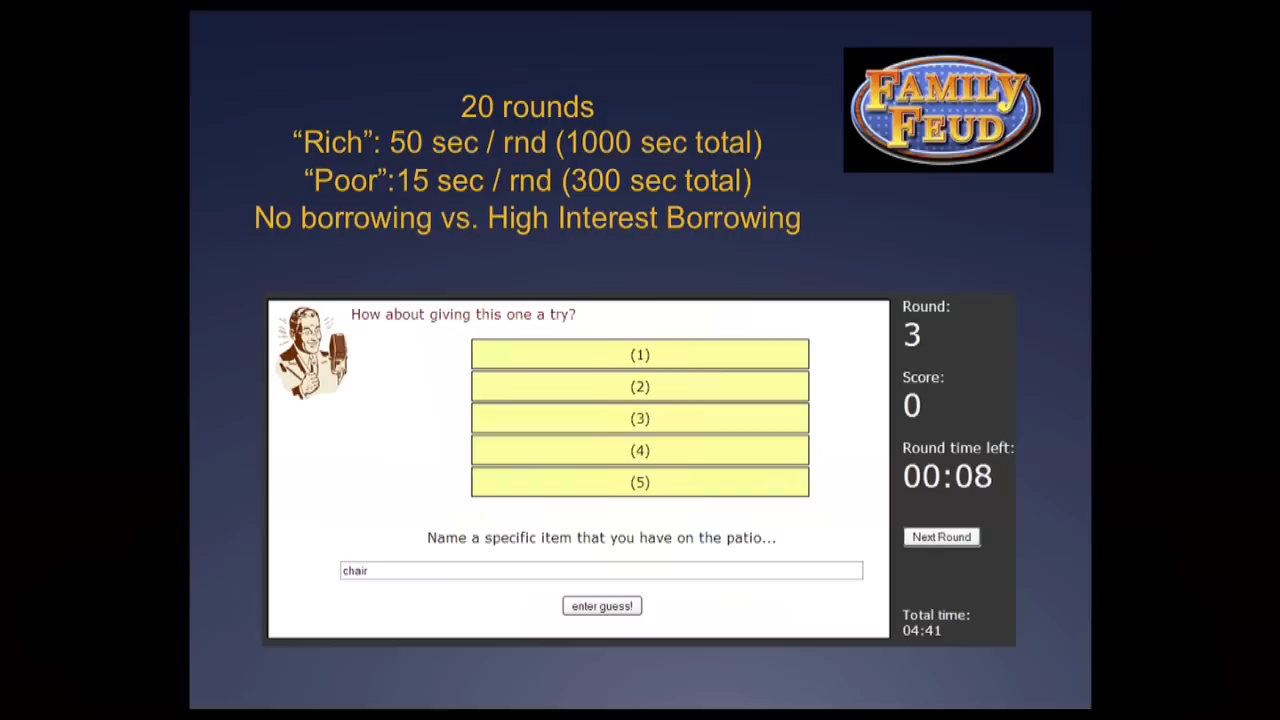 20 rounds
“Rich”: 50 sec / rnd (1000 sec total)
“Poor”:15 sec / rnd (300 sec total)
No borrowing vs. High Interest Borrowing
FAMILY
FEUD
How about giving this one a try?
(1)
(2)
(3)
(4)
(5)
Name a specific item that you have on the patio...
chair
enter guess!
Round:
3
Score:
0
Round time left:
00:08
Next Round
Total time:
04:41